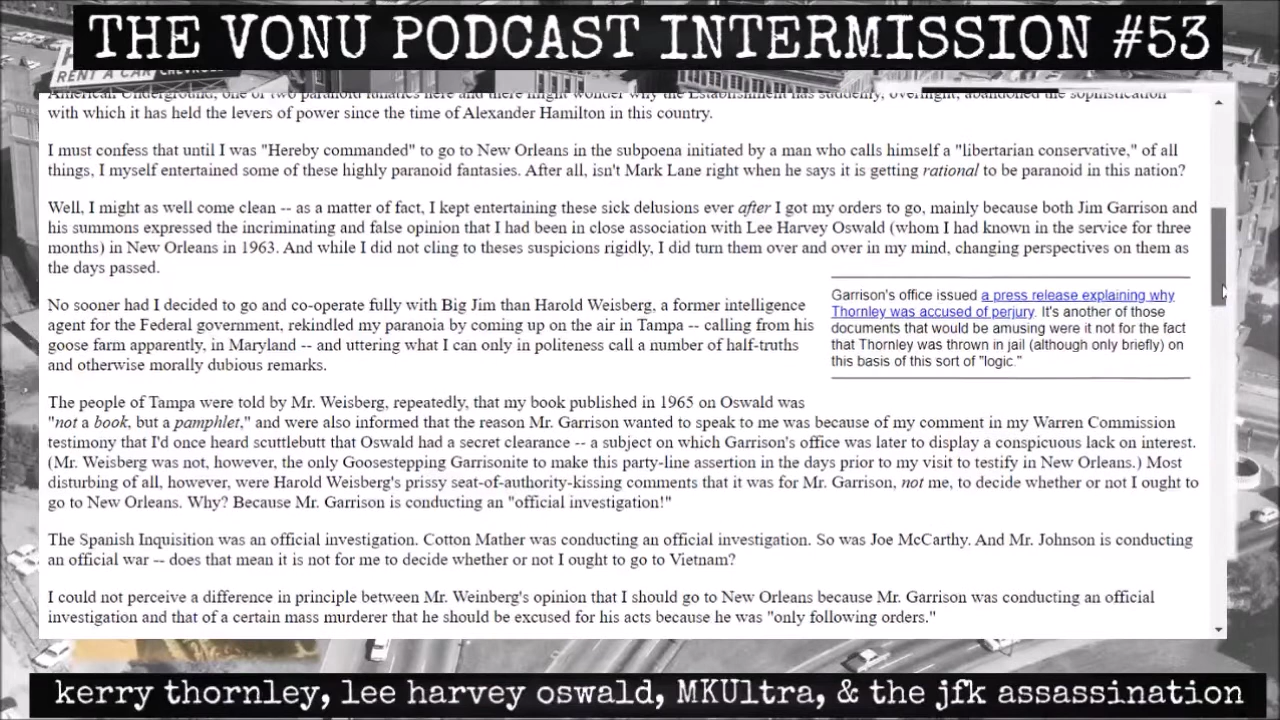 THE VONU PODCAST INTERMISSION #53
RENT A CAR CHEVROLET
American Underground, one or two paranoid lunatics here and there might wonder why the Establishment has suddenly, overnight, abandoned the sophistication
with which it has held the levers of power since the time of Alexander Hamilton in this country.
I must confess that until I was "Hereby commanded" to go to New Orleans in the subpoena initiated by a man who calls himself a "libertarian conservative," of all
things, I myself entertained some of these highly paranoid fantasies. After all, isn't Mark Lane right when he says it is getting rational to be paranoid in this nation?
Well, I might as well come clean -- as a matter of fact, I kept entertaining these sick delusions ever after I got my orders to go, mainly because both Jim Garrison and
his summons expressed the incriminating and false opinion that I had been in close association with Lee Harvey Oswald (whom I had known in the service for three
months) in New Orleans in 1963. And while I did not cling to theses suspicions rigidly, I did turn them over and over in my mind, changing perspectives on them as
the days passed.
No sooner had I decided to go and co-operate fully with Big Jim than Harold Weisberg, a former intelligence
agent for the Federal government, rekindled my paranoia by coming up on the air in Tampa -- calling from his
goose farm apparently, in Maryland -- and uttering what I can only in politeness call a number of half-truths
and otherwise morally dubious remarks.
Garrison's office issued a press release explaining why
Thornley was accused of perjury. It's another of those
documents that would be amusing were it not for the fact
that Thornley was thrown in jail (although only briefly) on
this basis of this sort of "logic."
The people of Tampa were told by Mr. Weisberg, repeatedly, that my book published in 1965 on Oswald was
"not a book, but a pamphlet," and were also informed that the reason Mr. Garrison wanted to speak to me was because of my comment in my Warren Commission
testimony that I'd once heard scuttlebutt that Oswald had a secret clearance -- a subject on which Garrison's office was later to display a conspicuous lack on interest.
(Mr. Weisberg was not, however, the only Goosestepping Garrisonite to make this party-line assertion in the days prior to my visit to testify in New Orleans.) Most
disturbing of all, however, were Harold Weisberg's prissy seat-of-authority-kissing comments that it was for Mr. Garrison, not me, to decide whether or not I ought to
go to New Orleans. Why? Because Mr. Garrison is conducting an "official investigation!"
The Spanish Inquisition was an official investigation. Cotton Mather was conducting an official investigation. So was Joe McCarthy. And Mr. Johnson is conducting
an official war -- does that mean it is not for me to decide whether or not I ought to go to Vietnam?
I could not perceive a difference in principle between Mr. Weinberg's opinion that I should go to New Orleans because Mr. Garrison was conducting an official
investigation and that of a certain mass murderer that he should be excused for his acts because he was "only following orders."
kerry thornley, lee harvey oswald, MKUltra, & the jfk assassination